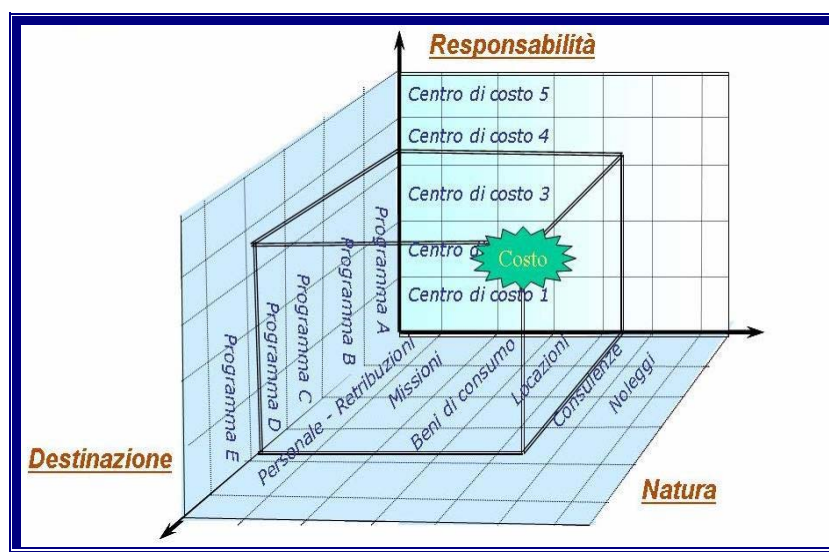 Responsabilità
Centro di costo 5
Centro di costo 4
Centro di costo 3
Centro d
Costo
Centro di costo 1
Programma A
Programma B
Programma C
Programma D
Programma E
Personale - Retribuzioni
Missioni
Beni di consumo
Locazioni
Consulenze
Noleggi
Destinazione
Natura